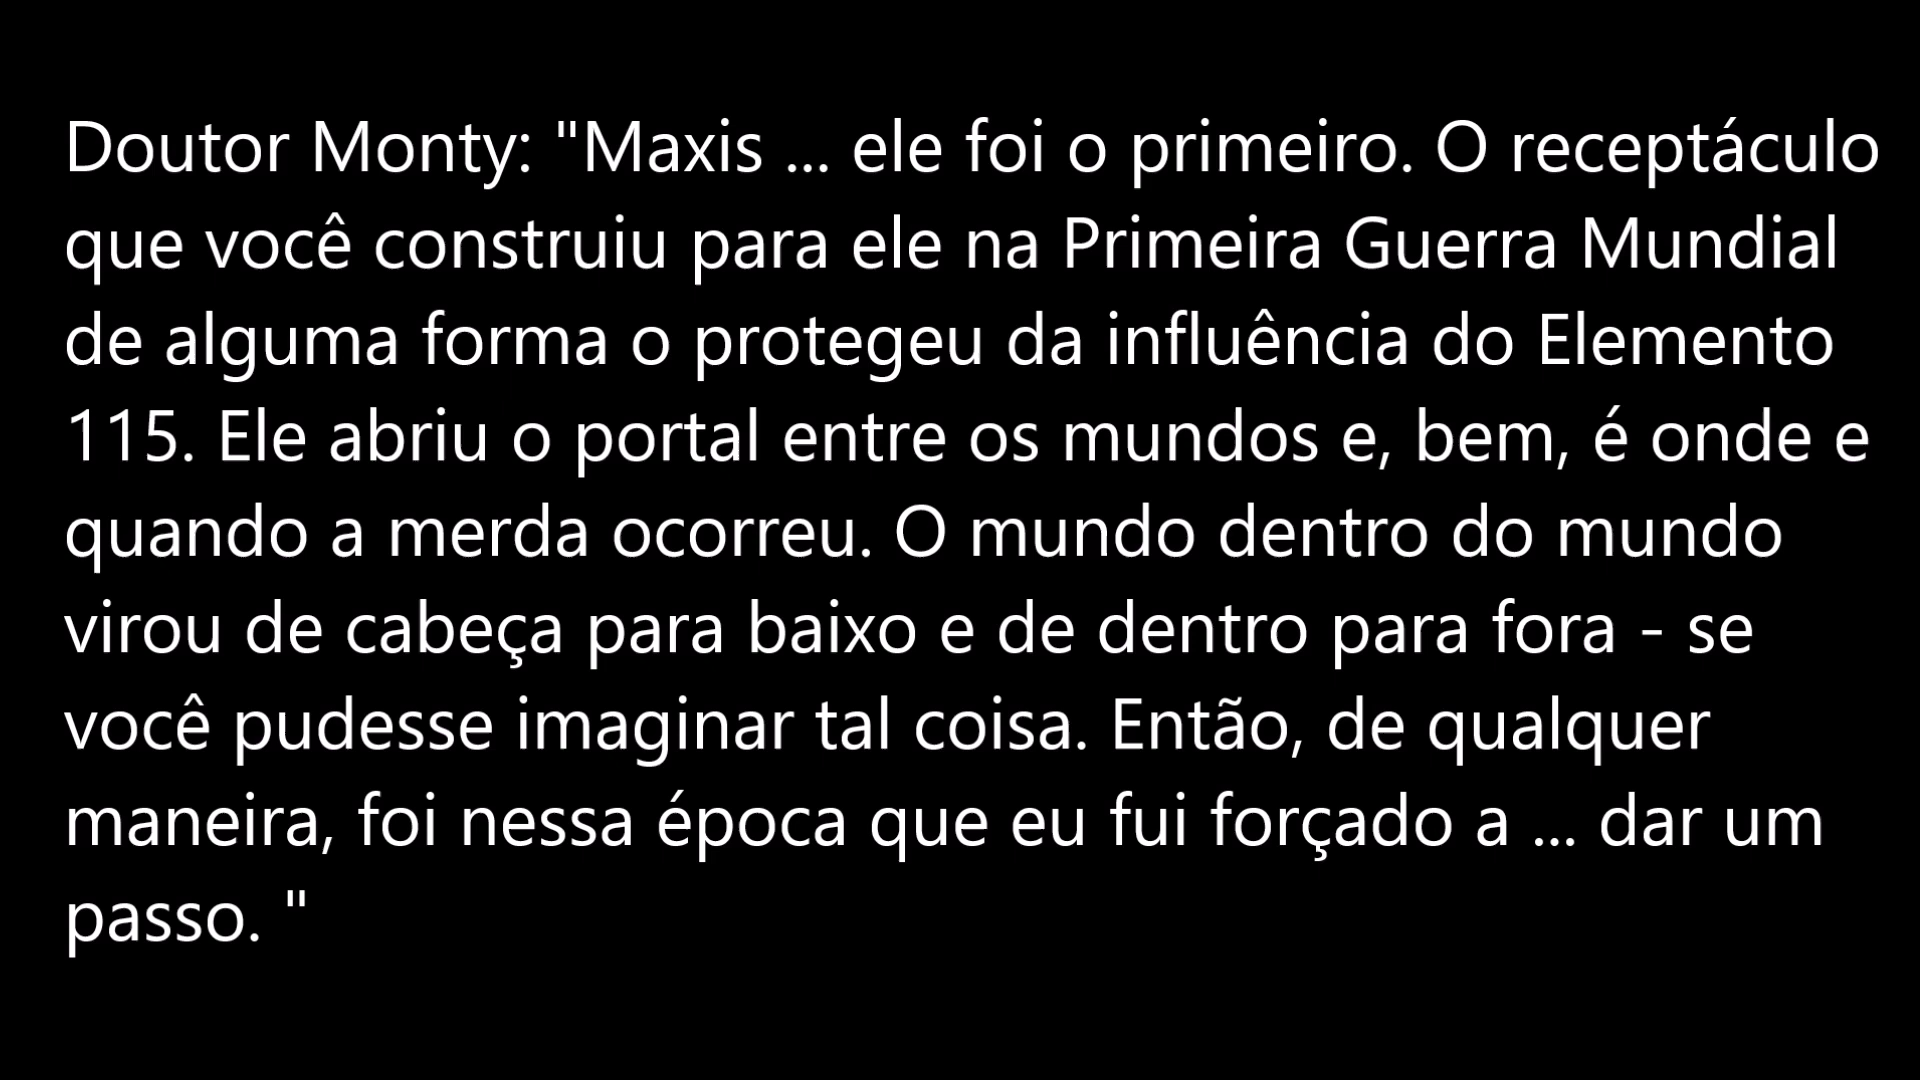 Doutor Monty: "Maxis ... ele foi o primeiro. O receptáculo
que você construiu para ele na Primeira Guerra Mundial
de alguma forma o protegeu da influência do Elemento
115. Ele abriu o portal entre os mundos e, bem, é onde e
quando a merda ocorreu. O mundo dentro do mundo
virou de cabeça para baixo e de dentro para fora - se
você pudesse imaginar tal coisa. Então, de qualquer
maneira, foi nessa época que eu fui forçado a ... dar um
passo. "